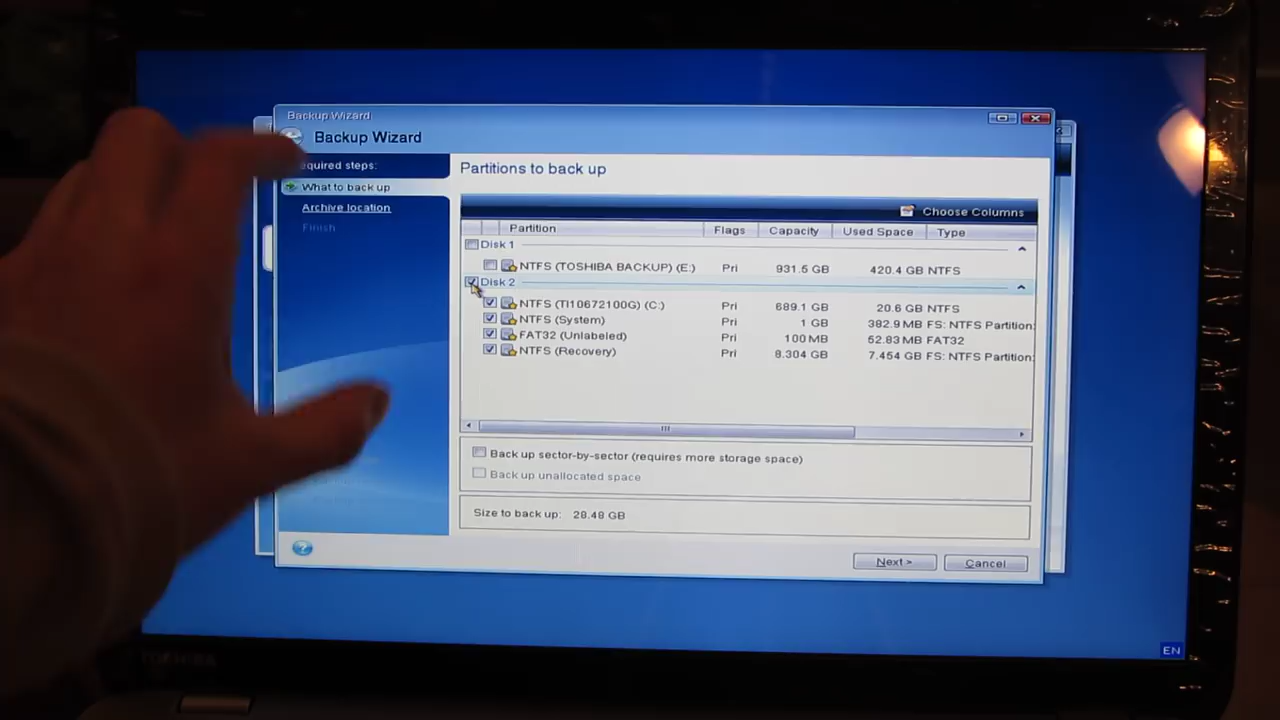 Backup Wizard
Backup Wizard
equired steps:
What to back up
Archive location
Finish
Partitions to back up
Choose Columns
Partition Flags Capacity Used Space Type
Disk 1
NTFS (TOSHIBA BACKUP) (E:) Pri 931.5 GB 420.4 GB NTFS
Disk 2
NTFS (TI10672100G) (C:) Pri 689.1 GB 20.6 GB NTFS
NTFS (System) Pri 1 GB 382.9 MB FS: NTFS Partition:
FAT32 (Unlabeled) Pri 100 MB 52.83 MB FAT32
NTFS (Recovery) Pri 8.304 GB 7.454 GB FS: NTFS Partition:
Back up sector-by-sector (requires more storage space)
Back up unallocated space
Size to back up: 28.48 GB
?
Next >
Cancel
EN
TOSHIBA